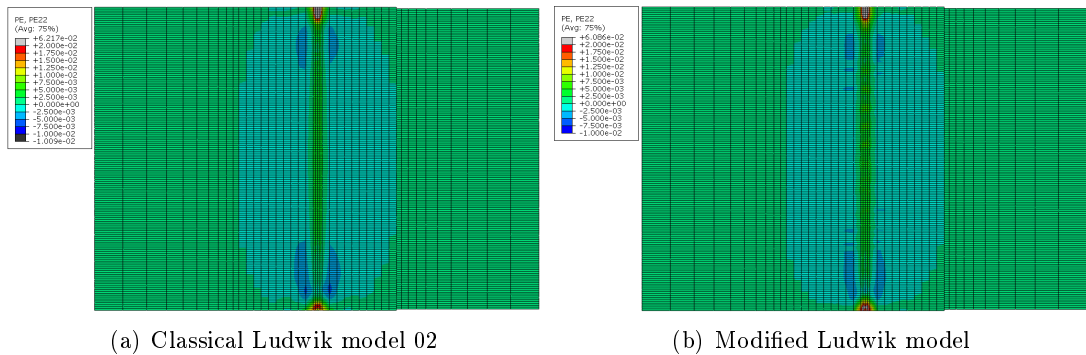 PE, PE22
(Avg: 75%)
+6.217e-02
+2.000e-02
+1.750e-02
+1.500e-02
+1.250e-02
+1.000e-02
+7.500e-03
+5.000e-03
+2.500e-03
+0.000e+00
-2.500e-03
-5.000e-03
-7.500e-03
-1.000e-02
-1.009e-02
PE, PE22
(Avg: 75%)
+6.086e-02
+2.000e-02
+1.750e-02
+1.500e-02
+1.250e-02
+1.000e-02
+7.500e-03
+5.000e-03
+2.500e-03
+0.000e+00
-2.500e-03
-5.000e-03
-7.500e-03
-1.000e-02
(a) Classical Ludwik model 02
(b) Modified Ludwik model